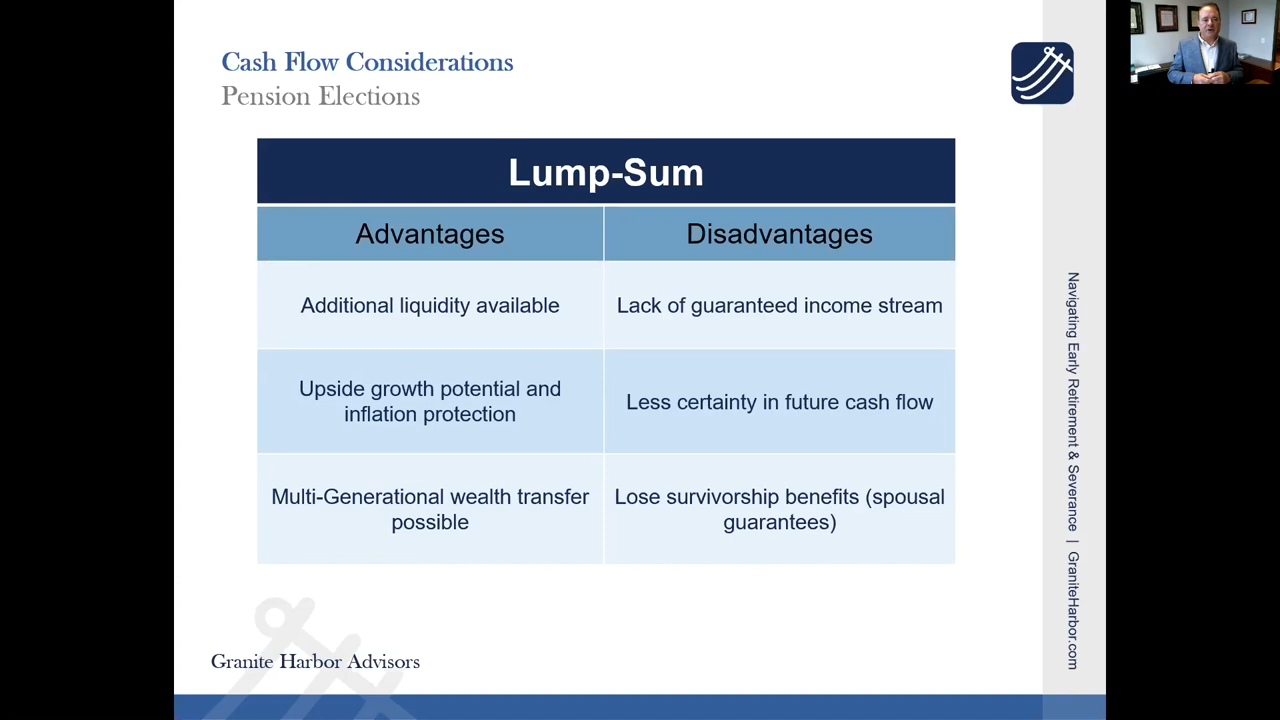 Cash Flow Considerations
Pension Elections
Lump-Sum
Advantages
Disadvantages
Additional liquidity available
Lack of guaranteed income stream
Upside growth potential and
inflation protection
Less certainty in future cash flow
Multi-Generational wealth transfer
possible
Lose survivorship benefits (spousal
guarantees)
Navigating Early Retirement & Severance | GraniteHarbor.com
Granite Harbor Advisors